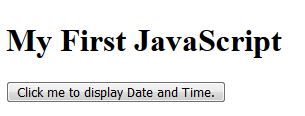 My First JavaScript
Click me to display Date and Time.